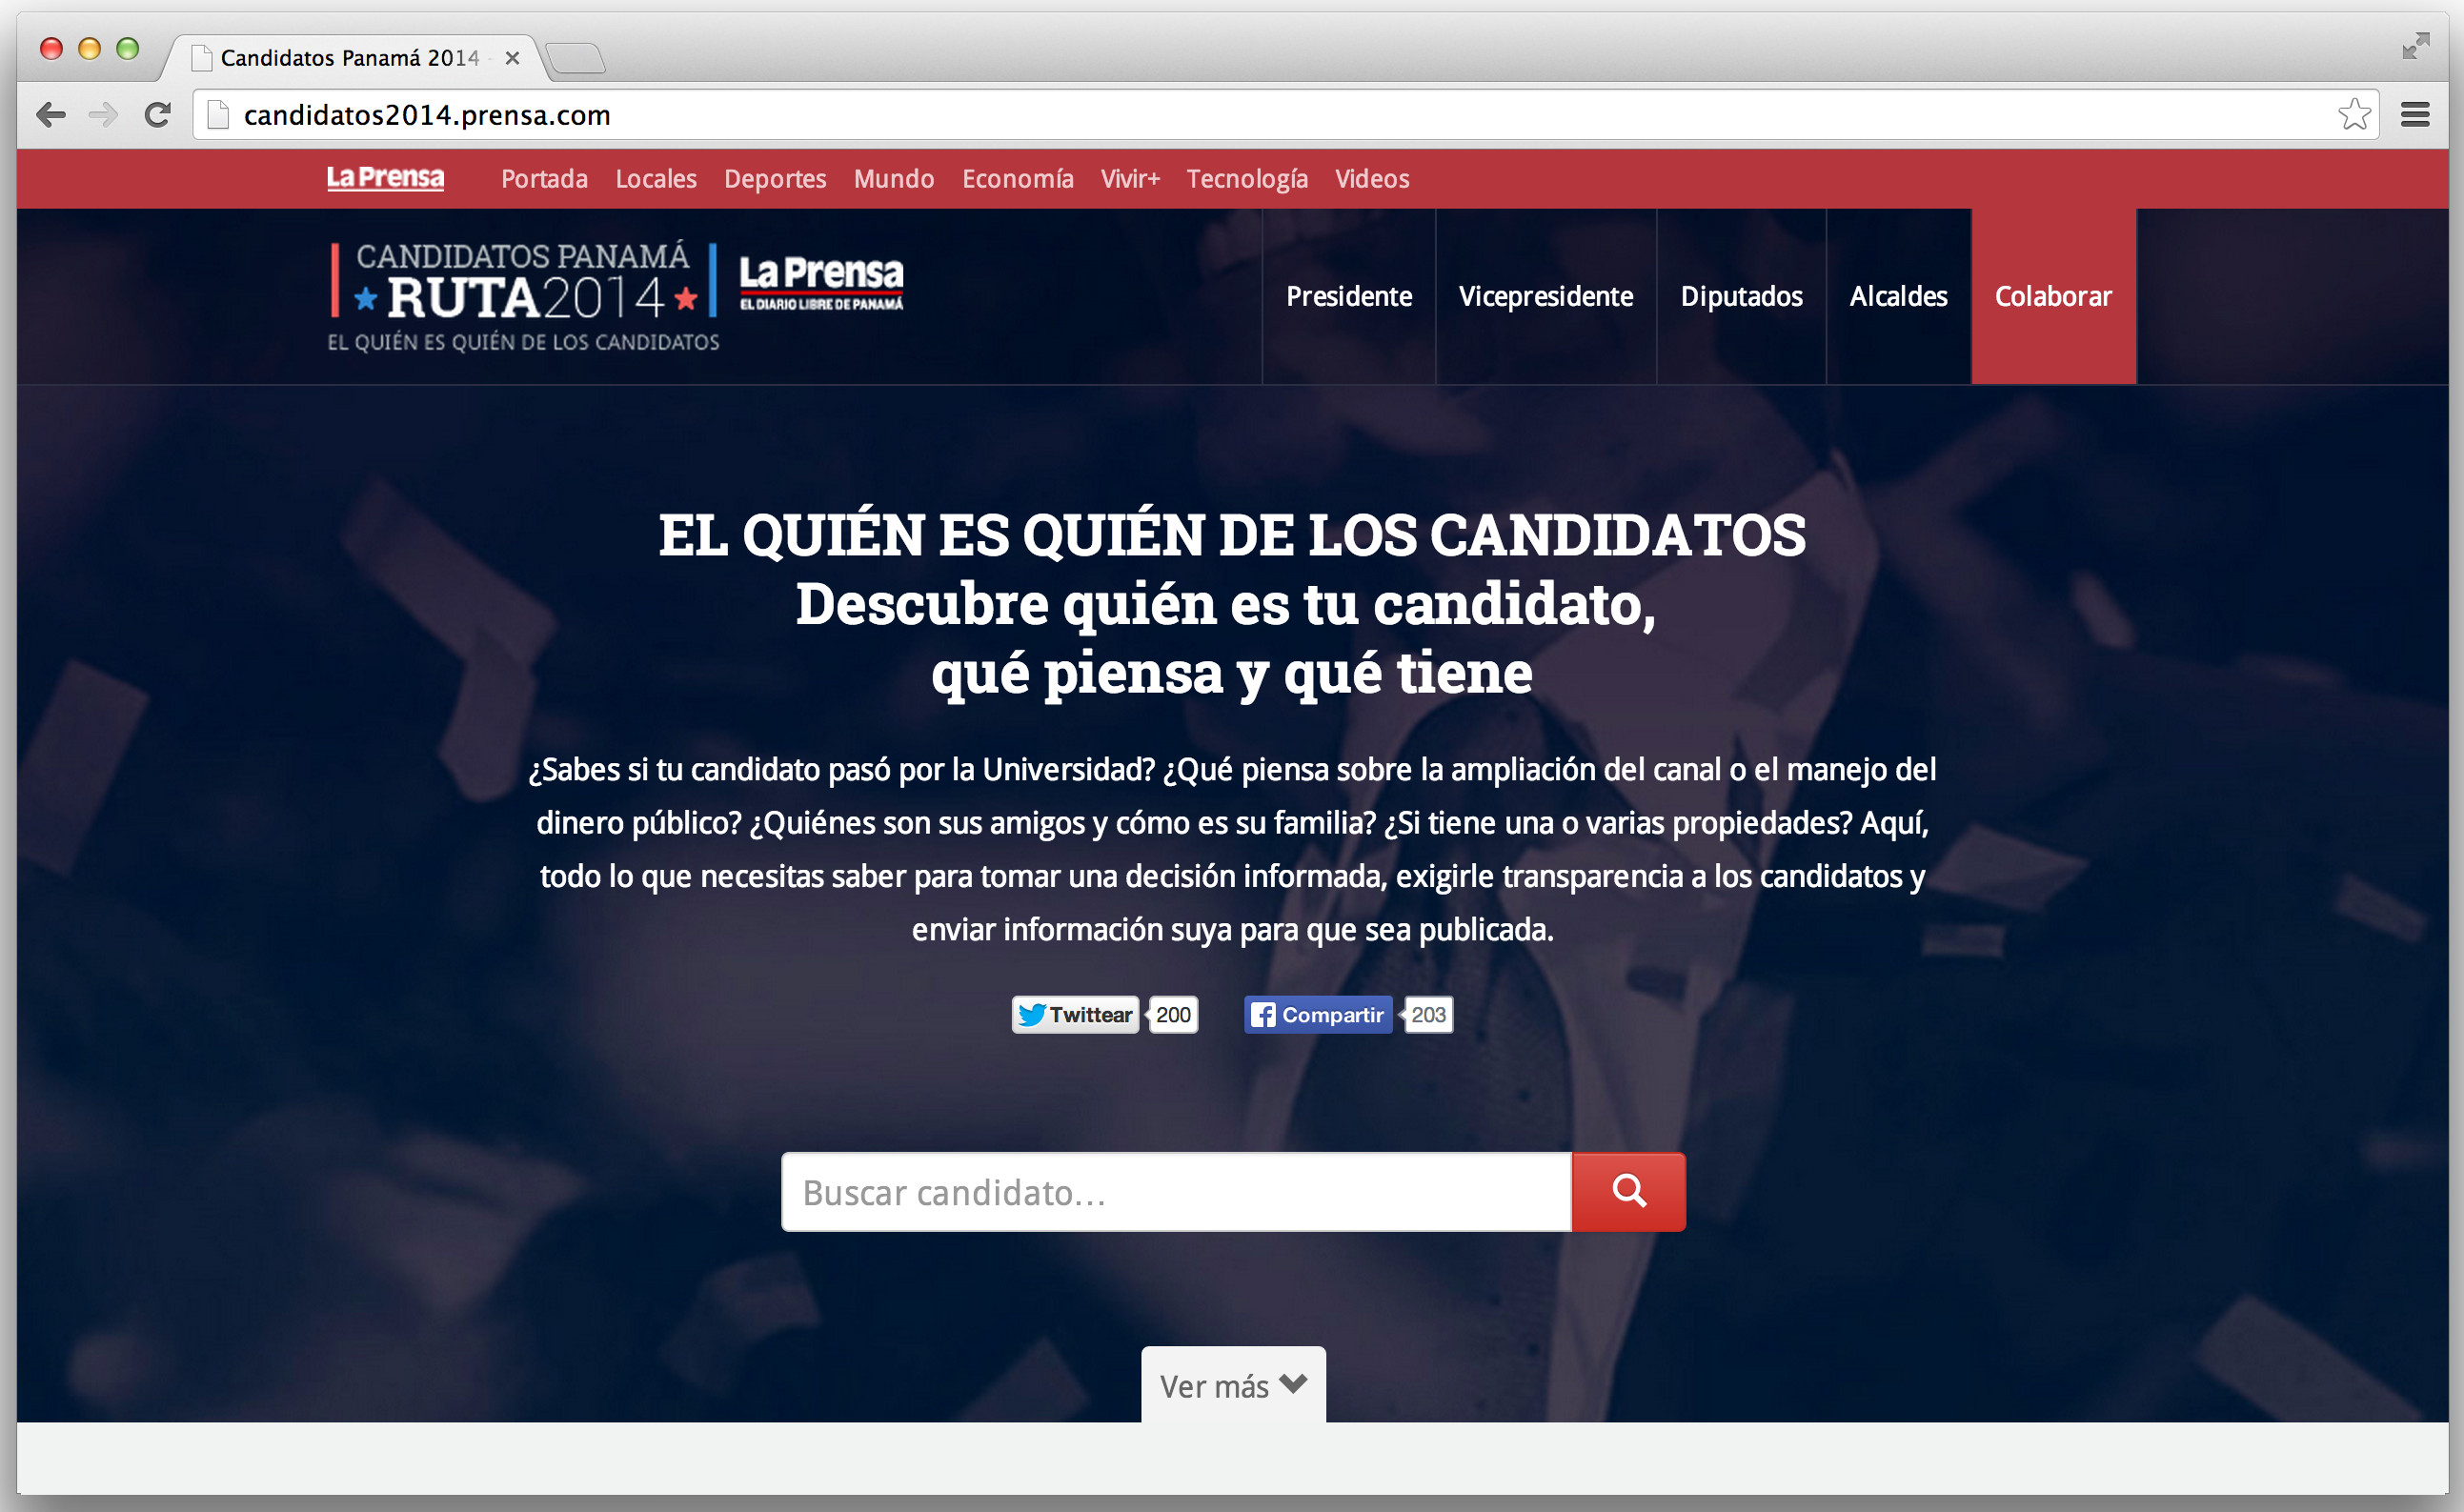 Candidatos Panamá 2014 -
candidatos2014.prensa.com
La Prensa Portada Locales Deportes Mundo Economía Vivir+ Tecnología Videos
CANDIDATOS PANAMÁ
RUTA2014
EL QUIÉN ES QUIÉN DE LOS CANDIDATOS
La Prensa
EL DIARIO LIBRE DE PANAMÁ
Presidente Vicepresidente Diputados Alcaldes Colaborar
EL QUIÉN ES QUIÉN DE LOS CANDIDATOS
Descubre quién es tu candidato,
qué piensa y qué tiene
¿Sabes si tu candidato pasó por la Universidad? ¿Qué piensa sobre la ampliación del canal o el manejo del
dinero público? ¿Quiénes son sus amigos y cómo es su familia? ¿Si tiene una o varias propiedades? Aquí,
todo lo que necesitas saber para tomar una decisión informada, exigirle transparencia a los candidatos y
enviar información suya para que sea publicada.
Twittear 200 Compartir 203
Buscar candidato...
Ver más